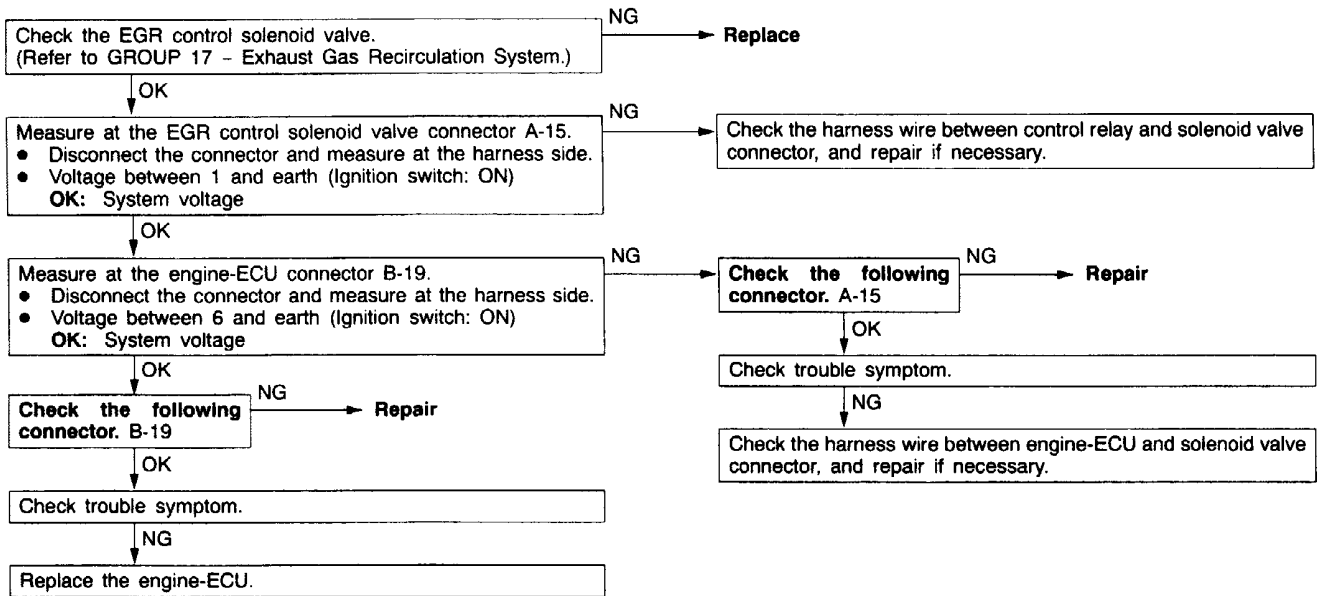 Check the EGR control solenoid valve.
(Refer to GROUP 17 – Exhaust Gas Recirculation System.)
NG
Replace
OK
Measure at the EGR control solenoid valve connector A-15.
● Disconnect the connector and measure at the harness side.
● Voltage between 1 and earth (Ignition switch: ON)
OK: System voltage
NG
Check the harness wire between control relay and solenoid valve
connector, and repair if necessary.
OK
Measure at the engine-ECU connector B-19.
● Disconnect the connector and measure at the harness side.
● Voltage between 6 and earth (Ignition switch: ON)
OK: System voltage
NG
Check the following
connector. A-15
NG
Repair
OK
Check trouble symptom.
NG
Check the harness wire between engine-ECU and solenoid valve
connector, and repair if necessary.
OK
Check the following
connector. B-19
NG
Repair
OK
Check trouble symptom.
NG
Replace the engine-ECU.